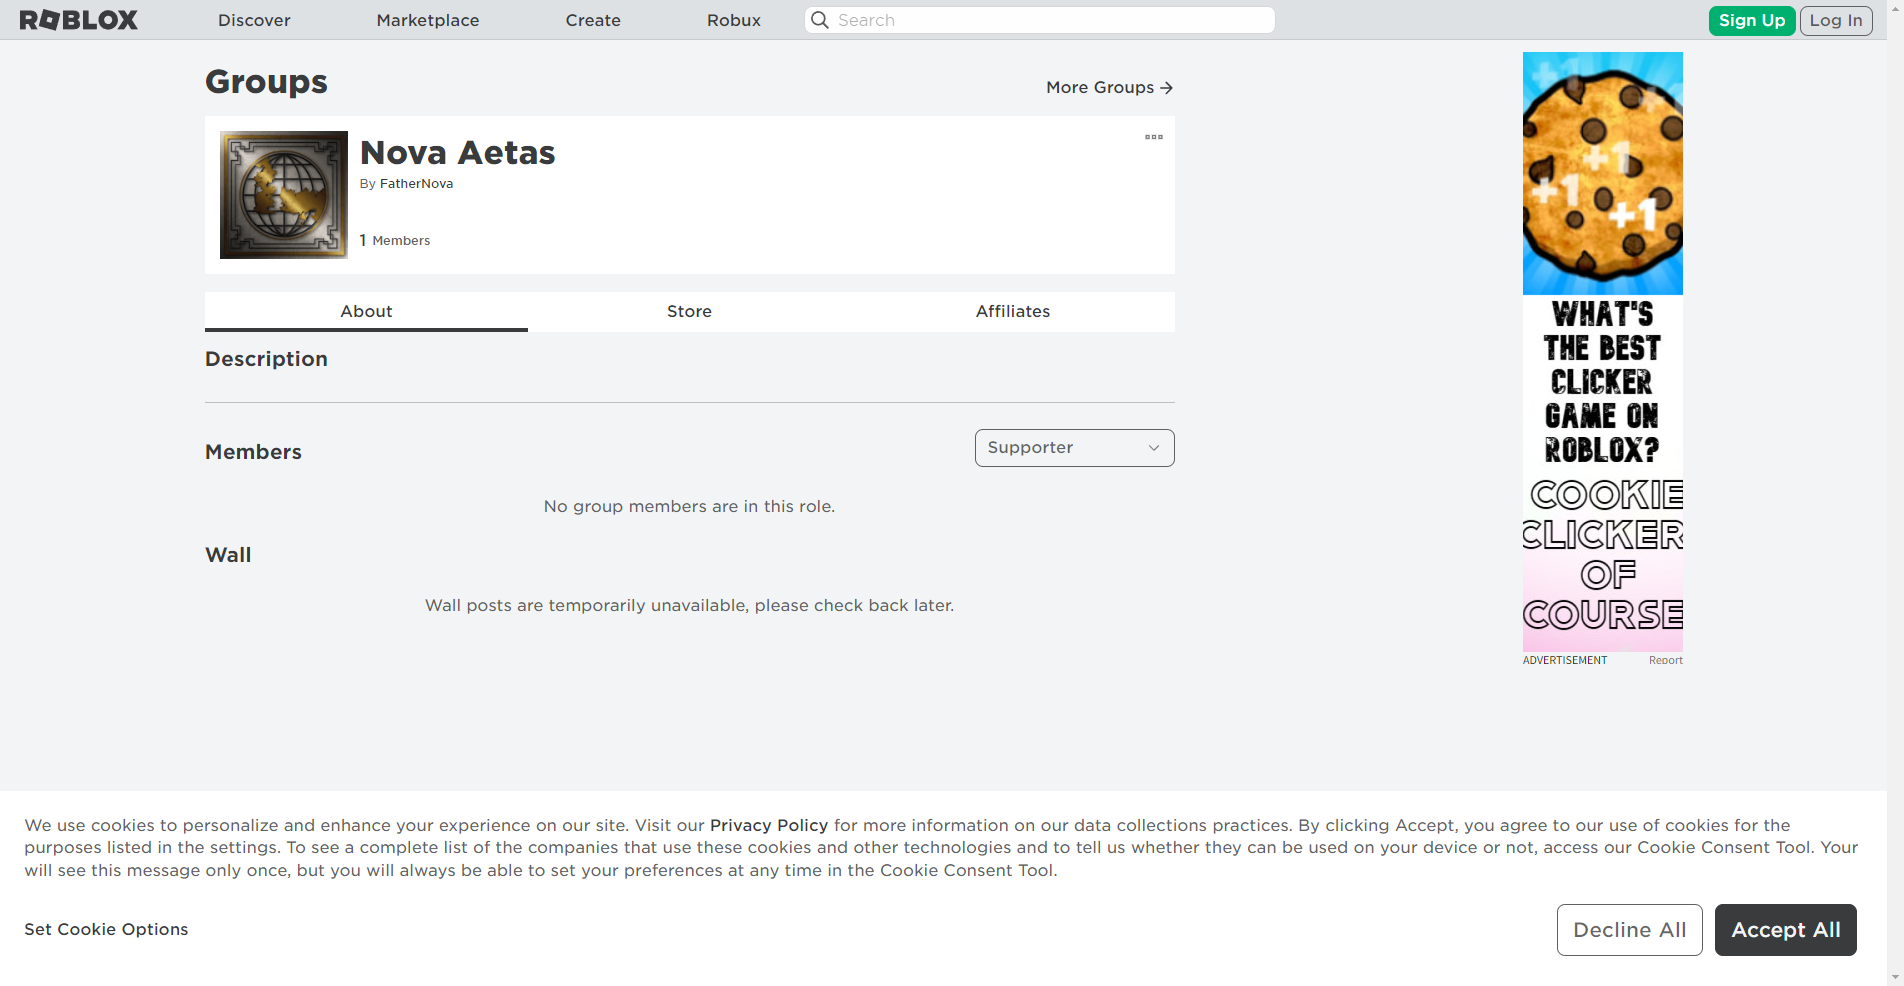 ROBLOX
Discover
Marketplace
Create
Robux
Search
Sign Up
Log In
Groups
More Groups →
Nova Aetas
By FatherNova
1 Members
About
Store
Affiliates
Description
Members
Supporter
No group members are in this role.
Wall
Wall posts are temporarily unavailable, please check back later.
+1
+1
+1
+1
WHAT'S
THE BEST
CLICKER
GAME ON
ROBLOX?
COOKIE
CLICKER
OF
COURSE
ADVERTISEMENT
Report
We use cookies to personalize and enhance your experience on our site. Visit our Privacy Policy for more information on our data collections practices. By clicking Accept, you agree to our use of cookies for the
purposes listed in the settings. To see a complete list of the companies that use these cookies and other technologies and to tell us whether they can be used on your device or not, access our Cookie Consent Tool. Your
will see this message only once, but you will always be able to set your preferences at any time in the Cookie Consent Tool.
Set Cookie Options
Decline All
Accept All